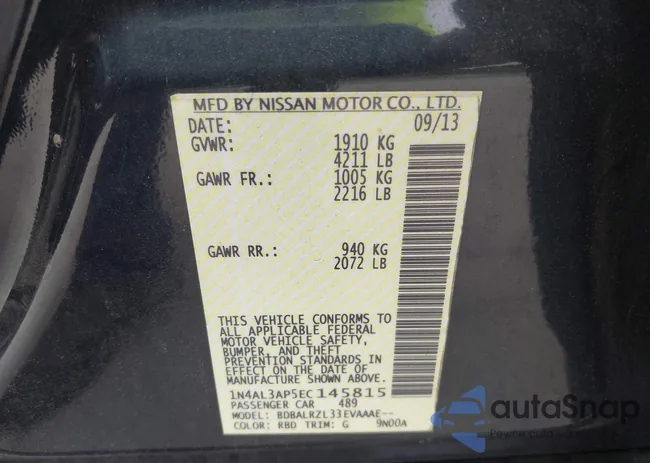 MFD BY NISSAN MOTOR CO., LTD.
DATE: 09/13
GVWR: 1910 KG
4211 LB
GAWR FR.: 1005 KG
2216 LB
GAWR RR.: 940 KG
2072 LB
THIS VEHICLE CONFORMS TO
ALL APPLICABLE FEDERAL
MOTOR VEHICLE SAFETY,
BUMPER, AND THEFT
PREVENTION STANDARDS IN
EFFECT ON THE DATE OF
MANUFACTURE SHOWN ABOVE.
1N4AL3AP5EC145815
PASSENGER CAR 489
MODEL: BDBALRZL33EVAAAE--
COLOR: RBD TRIM: G 9N00A
autoSnap